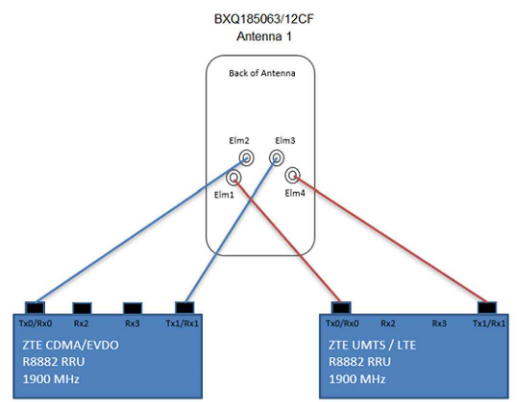 BXQ185063/12CF
Antenna 1
Back of Antenna
Elm2 Elm3
Elm1 Elm4
Tx0/Rx0 Rx2 Rx3 Tx1/Rx1
ZTE CDMA/EVDO
R8882 RRU
1900 MHz
Tx0/Rx0 Rx2 Rx3 Tx1/Rx1
ZTE UMTS / LTE
R8882 RRU
1900 MHz